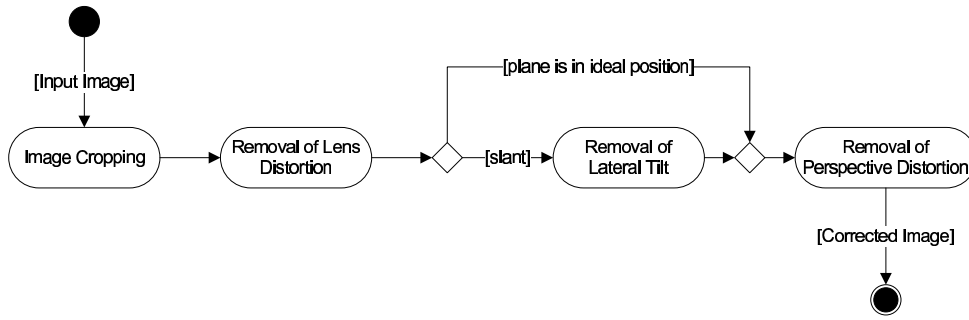 [Input Image]
Image Cropping
Removal of Lens
Distortion
[plane is in ideal position]
[slant]
Removal of
Lateral Tilt
Removal of
Perspective Distortion
[Corrected Image]